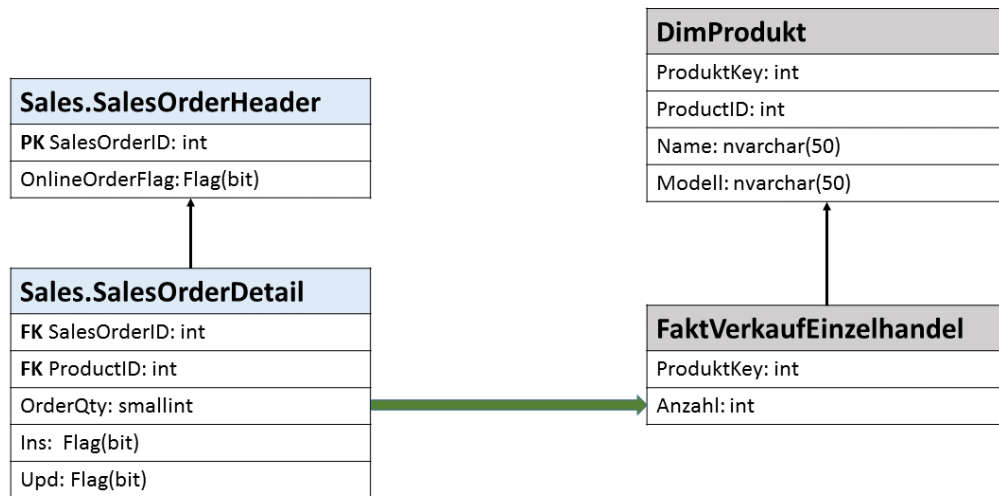 Sales.SalesOrderHeader
PK SalesOrderID: int
OnlineOrderFlag: Flag(bit)
Sales.SalesOrderDetail
FK SalesOrderID: int
FK ProductID: int
OrderQty: smallint
Ins: Flag(bit)
Upd: Flag(bit)
DimProdukt
ProduktKey: int
ProductID: int
Name: nvarchar(50)
Modell: nvarchar(50)
FaktVerkaufEinzelhandel
ProduktKey: int
Anzahl: int